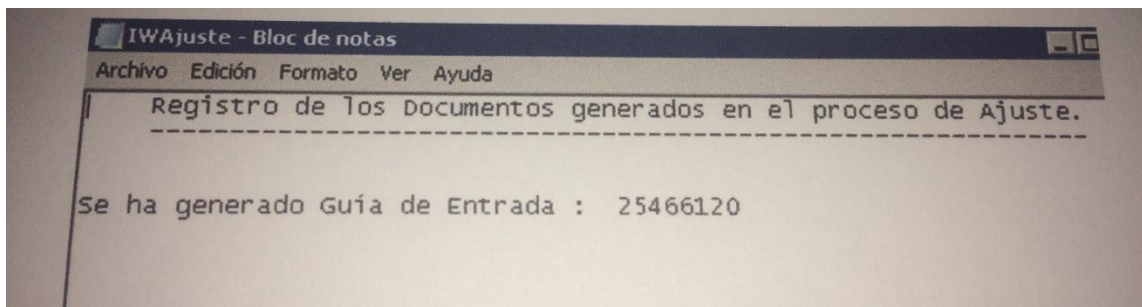 IWAjuste - Bloc de notas
Archivo Edición Formato Ver Ayuda
Registro de los Documentos generados en el proceso de Ajuste.
---------------------------------------------------------------
Se ha generado Guía de Entrada : 25466120